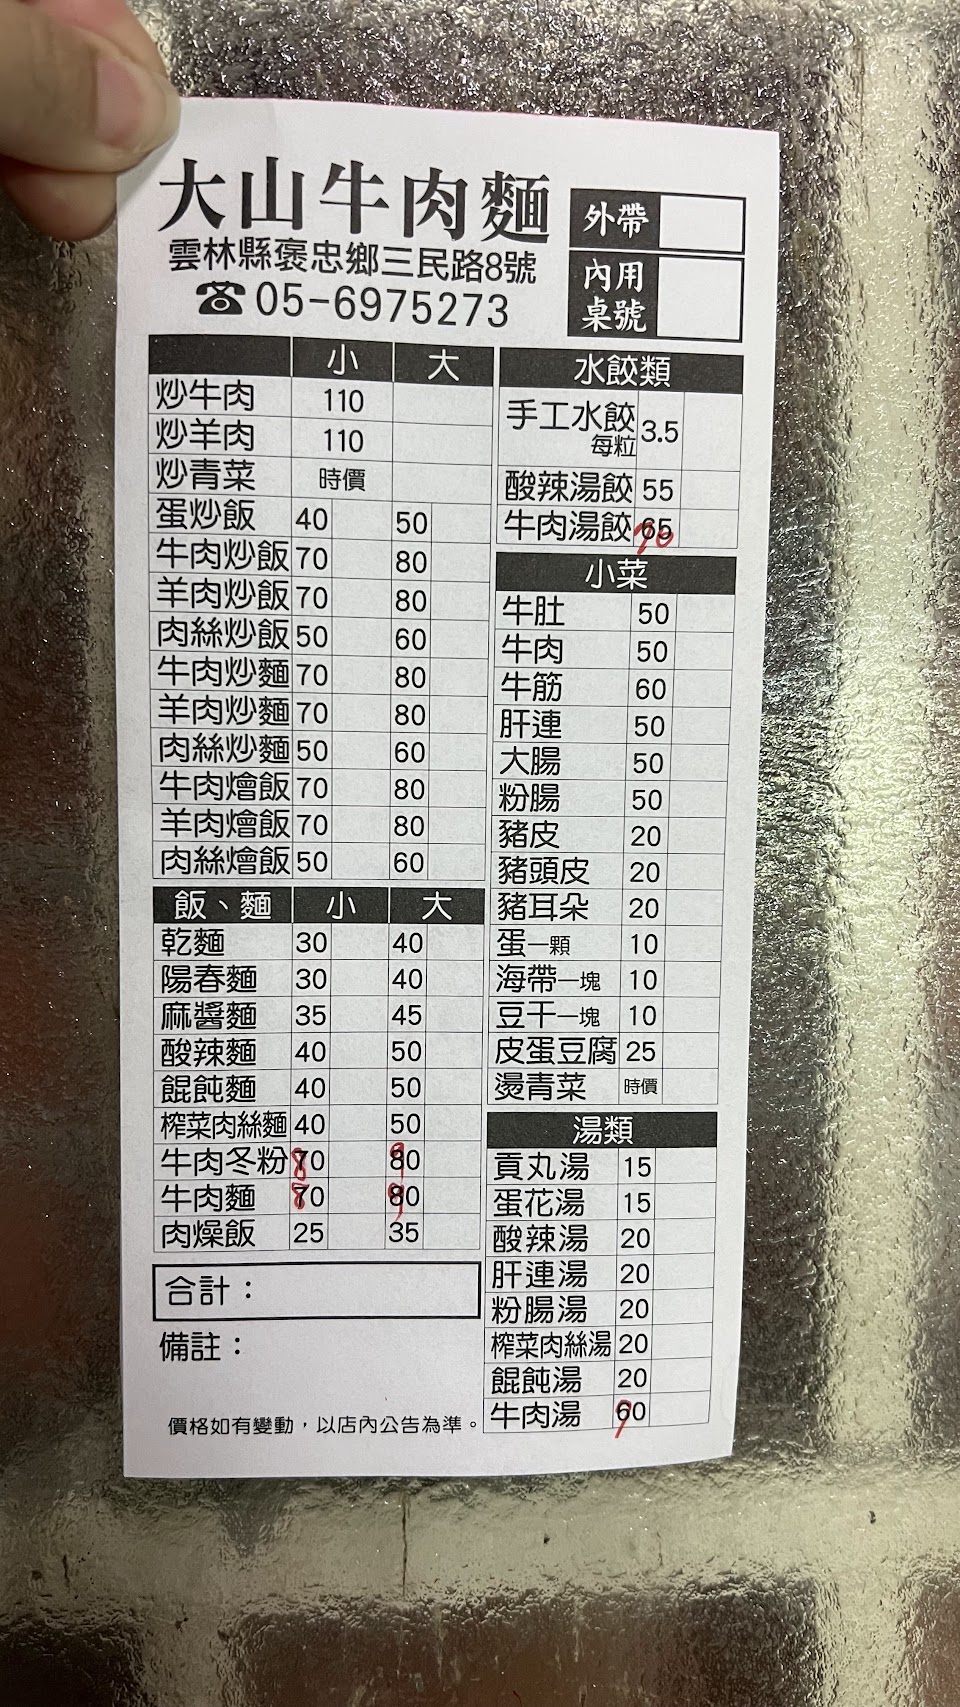 大山牛肉麵
雲林縣褒忠鄉三民路8號
☎05-6975273
外帶
內用
桌號
小 大
炒牛肉 110
炒羊肉 110
炒青菜 時價
蛋炒飯 40 50
牛肉炒飯 70 80
羊肉炒飯 70 80
肉絲炒飯 50 60
牛肉炒麵 70 80
羊肉炒麵 70 80
肉絲炒麵 50 60
牛肉燴飯 70 80
羊肉燴飯 70 80
肉絲燴飯 50 60
飯、麵 小 大
乾麵 30 40
陽春麵 30 40
麻醬麵 35 45
酸辣麵 40 50
餛飩麵 40 50
榨菜肉絲麵 40 50
牛肉冬粉 70 8 80 9
牛肉麵 70 8 80 9
肉燥飯 25 35
合計：
備註：
價格如有變動，以店內公告為準。
水餃類
手工水餃 3.5
每粒
酸辣湯餃 55
牛肉湯餃 65 70
小菜
牛肚 50
牛肉 50
牛筋 60
肝連 50
大腸 50
粉腸 50
豬皮 20
豬頭皮 20
豬耳朵 20
蛋一顆 10
海帶一塊 10
豆干一塊 10
皮蛋豆腐 25
燙青菜 時價
湯類
貢丸湯 15
蛋花湯 15
酸辣湯 20
肝連湯 20
粉腸湯 20
榨菜肉絲湯 20
餛飩湯 20
牛肉湯 60 9